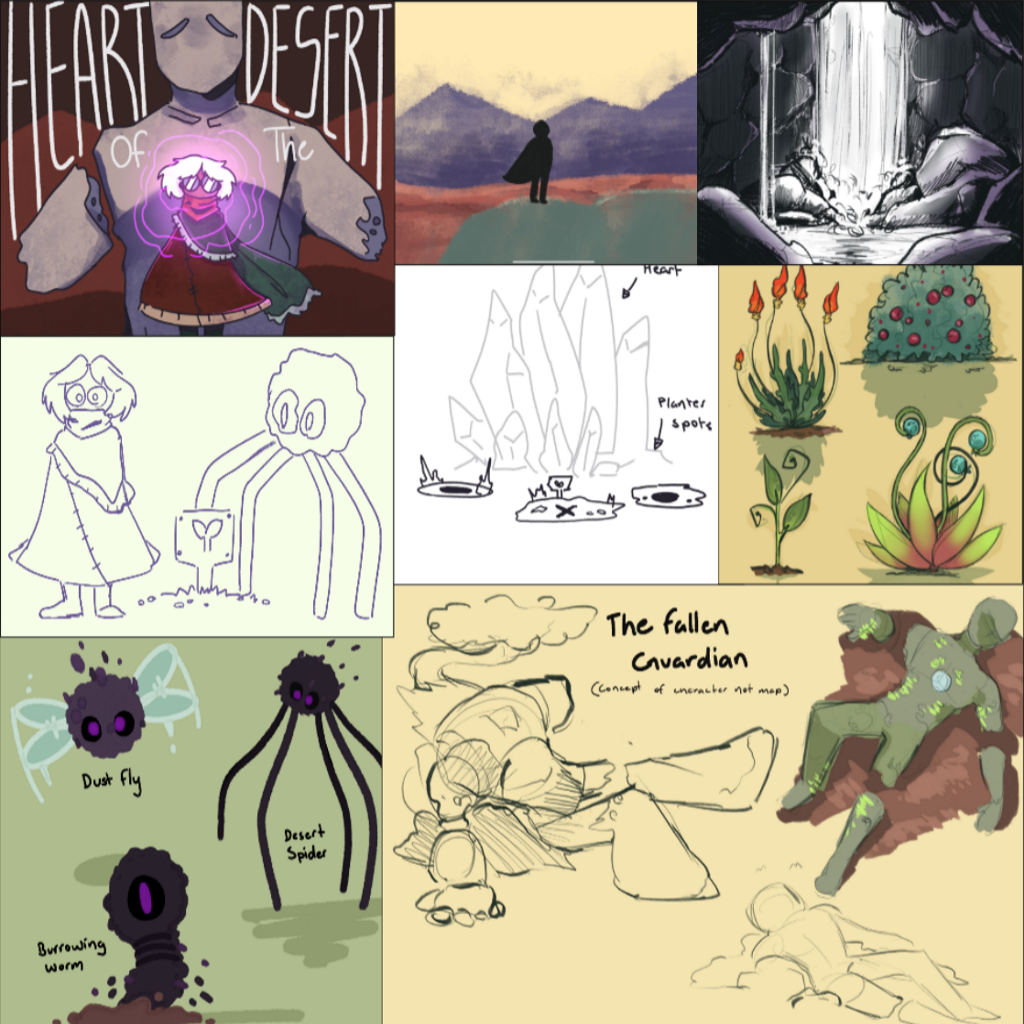 HEART DESERT
of The
Heart
Planter
spots
The fallen
Gnuardian
(Concept of character not map)
Dust fly
Desert
Spider
Burrowing
worm